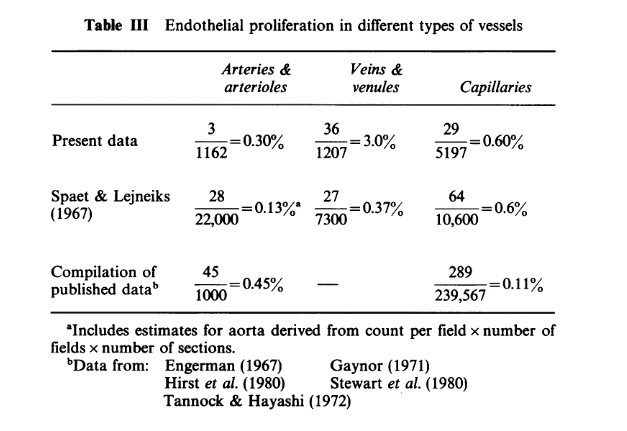 Table III Endothelial proliferation in different types of vessels
Arteries & arterioles Veins & venules Capillaries
Present data 3/1162=0.30% 36/1207=3.0% 29/5197=0.60%
Spaet & Lejneiks (1967) 28/22,000=0.13%ᵃ 27/7300=0.37% 64/10,600=0.6%
Compilation of published dataᵇ 45/1000=0.45% — 289/239,567=0.11%
ᵃIncludes estimates for aorta derived from count per field × number of
fields × number of sections.
ᵇData from: Engerman (1967) Gaynor (1971)
Hirst et al. (1980) Stewart et al. (1980)
Tannock & Hayashi (1972)